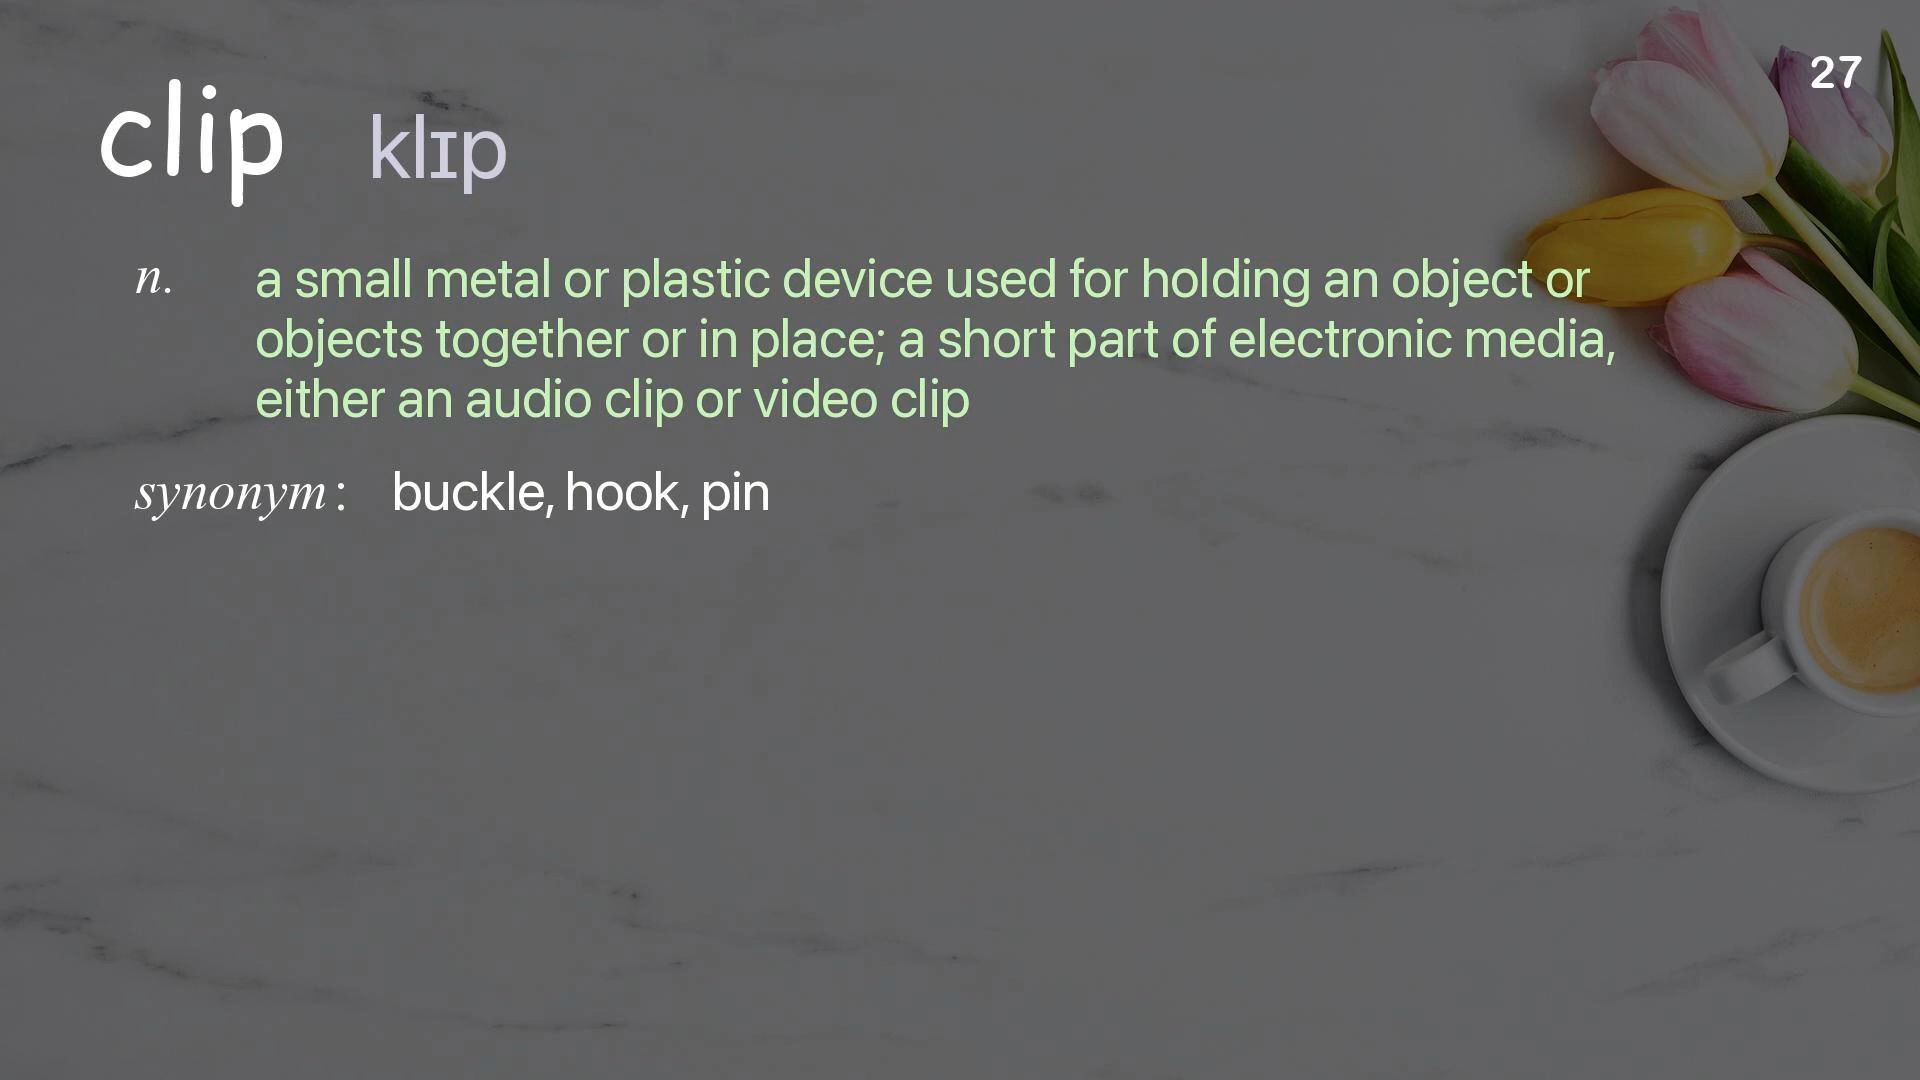 27
clip klɪp
n. a small metal or plastic device used for holding an object or
objects together or in place; a short part of electronic media,
either an audio clip or video clip
synonym: buckle, hook, pin